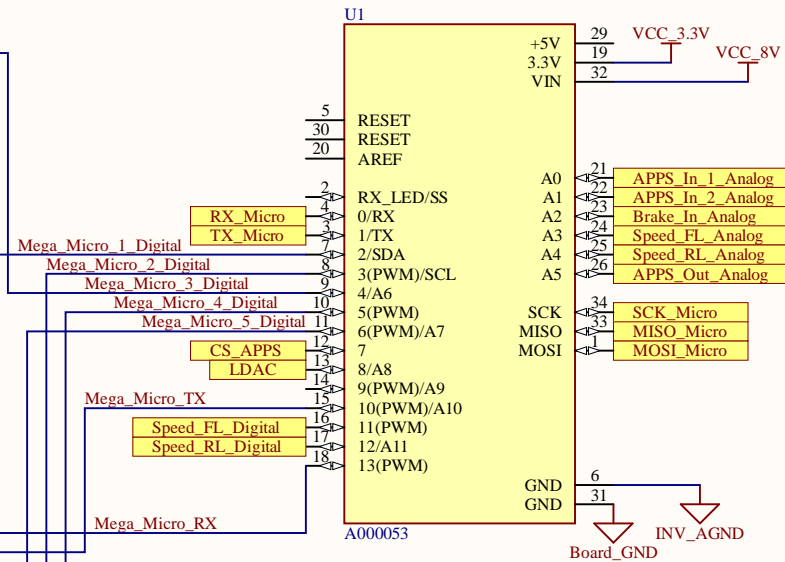 U1
+5V 29
3.3V 19 VCC_3.3V
VIN 32 VCC_8V
5 RESET
30 RESET
20 AREF
A0 21 APPS_In_1_Analog
2 RX_LED/SS A1 22 APPS_In_2_Analog
RX_Micro 4 0/RX A2 23 Brake_In_Analog
TX_Micro 3 1/TX A3 24 Speed_FL_Analog
Mega_Micro_1_Digital 7 2/SDA A4 25 Speed_RL_Analog
Mega_Micro_2_Digital 8 3(PWM)/SCL A5 26 APPS_Out_Analog
Mega_Micro_3_Digital 9 4/A6
Mega_Micro_4_Digital 10 5(PWM) SCK 34 SCK_Micro
Mega_Micro_5_Digital 11 6(PWM)/A7 MISO 33 MISO_Micro
CS_APPS 12 7 MOSI 1 MOSI_Micro
LDAC 13 8/A8
14 9(PWM)/A9
Mega_Micro_TX 15 10(PWM)/A10
Speed_FL_Digital 16 11(PWM)
Speed_RL_Digital 17 12/A11
18 13(PWM)
GND 6
GND 31
Mega_Micro_RX
A000053
INV_AGND
Board_GND